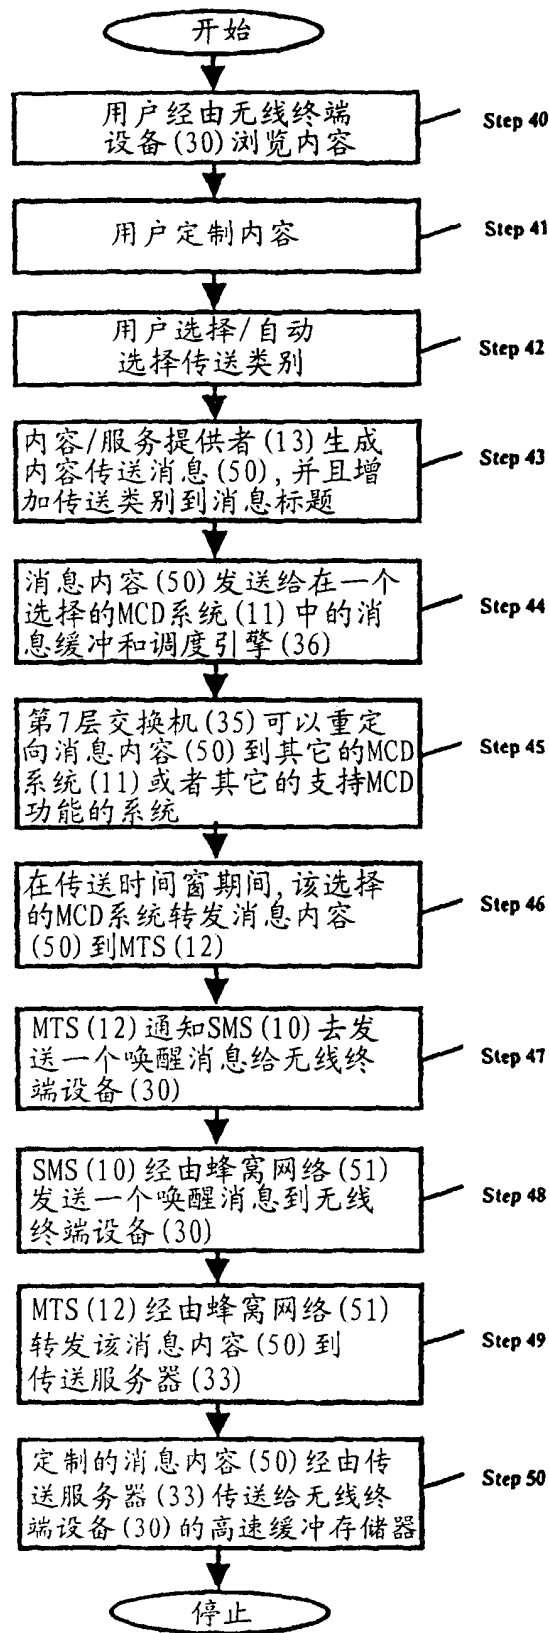 开始
用户经由无线终端
设备(30)浏览内容
Step 40
用户定制内容
Step 41
用户选择/自动
选择传送类别
Step 42
内容/服务提供者(13)生成
内容传送消息(50),并且增
加传送类别到消息标题
Step 43
消息内容(50)发送给在一个
选择的MCD系统(11)中的消
息缓冲和调度引擎(36)
Step 44
第7层交换机(35)可以重定
向消息内容(50)到其它的MCD
系统(11)或者其它的支持MCD
功能的系统
Step 45
在传送时间窗期间,该选择
的MCD系统转发消息内容
(50)到MTS(12)
Step 46
MTS(12)通知SMS(10)去发
送一个唤醒消息给无线终
端设备(30)
Step 47
SMS(10)经由蜂窝网络(51)
发送一个唤醒消息到无线
终端设备(30)
Step 48
MTS(12)经由蜂窝网络(51)
转发该消息内容(50)到
传送服务器(33)
Step 49
定制的消息内容(50)经由传
送服务器(33)传送给无线终
端设备(30)的高速缓冲存储器
Step 50
停止